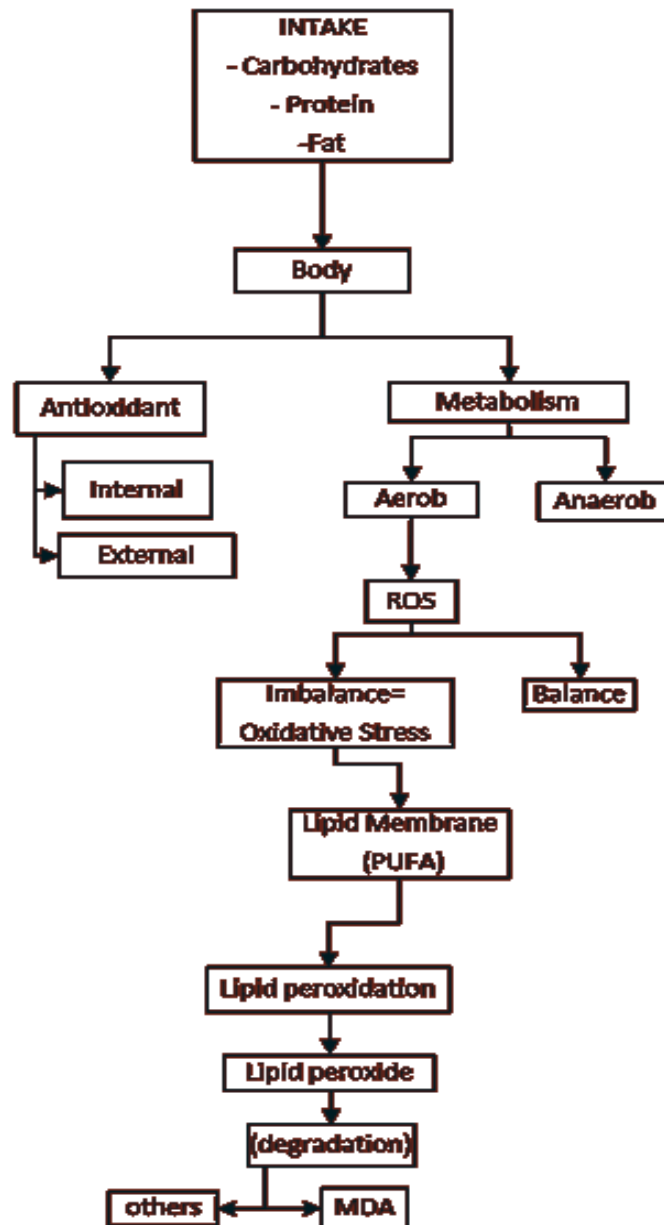 INTAKE
- Carbohydrates
- Protein
-Fat
Body
Antioxidant
Metabolism
Internal
Aerob
Anaerob
External
ROS
Imbalance=
Oxidative Stress
Balance
Lipid Membrane
(PUFA)
Lipid peroxidation
Lipid peroxide
(degradation)
others
MDA